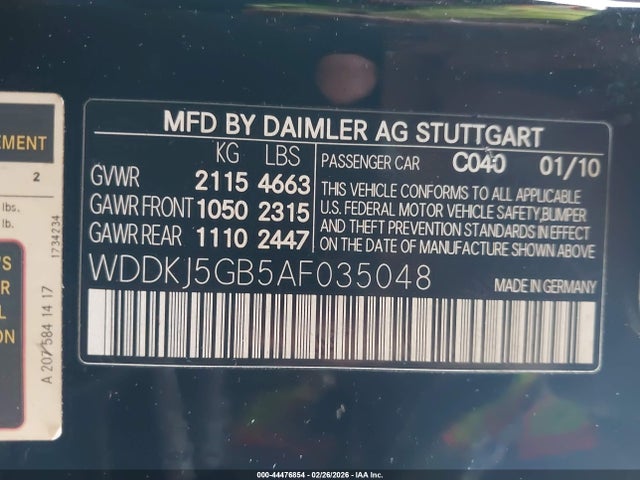 EMENT
2
lbs.
lbs.
1734234
'S
R
L
ON
A 207 584 14 17
MFD BY DAIMLER AG STUTTGART
KG LBS
GVWR 2115 4663
GAWR FRONT 1050 2315
GAWR REAR 1110 2447
PASSENGER CAR C040 01/10
THIS VEHICLE CONFORMS TO ALL APPLICABLE
U.S. FEDERAL MOTOR VEHICLE SAFETY,BUMPER
AND THEFT PREVENTION STANDARDS IN EFFECT
ON THE DATE OF MANUFACTURE SHOWN ABOVE
WDDKJ5GB5AF035048
MADE IN GERMANY
000-44476854 | 02/26/2026 | IAA Inc.